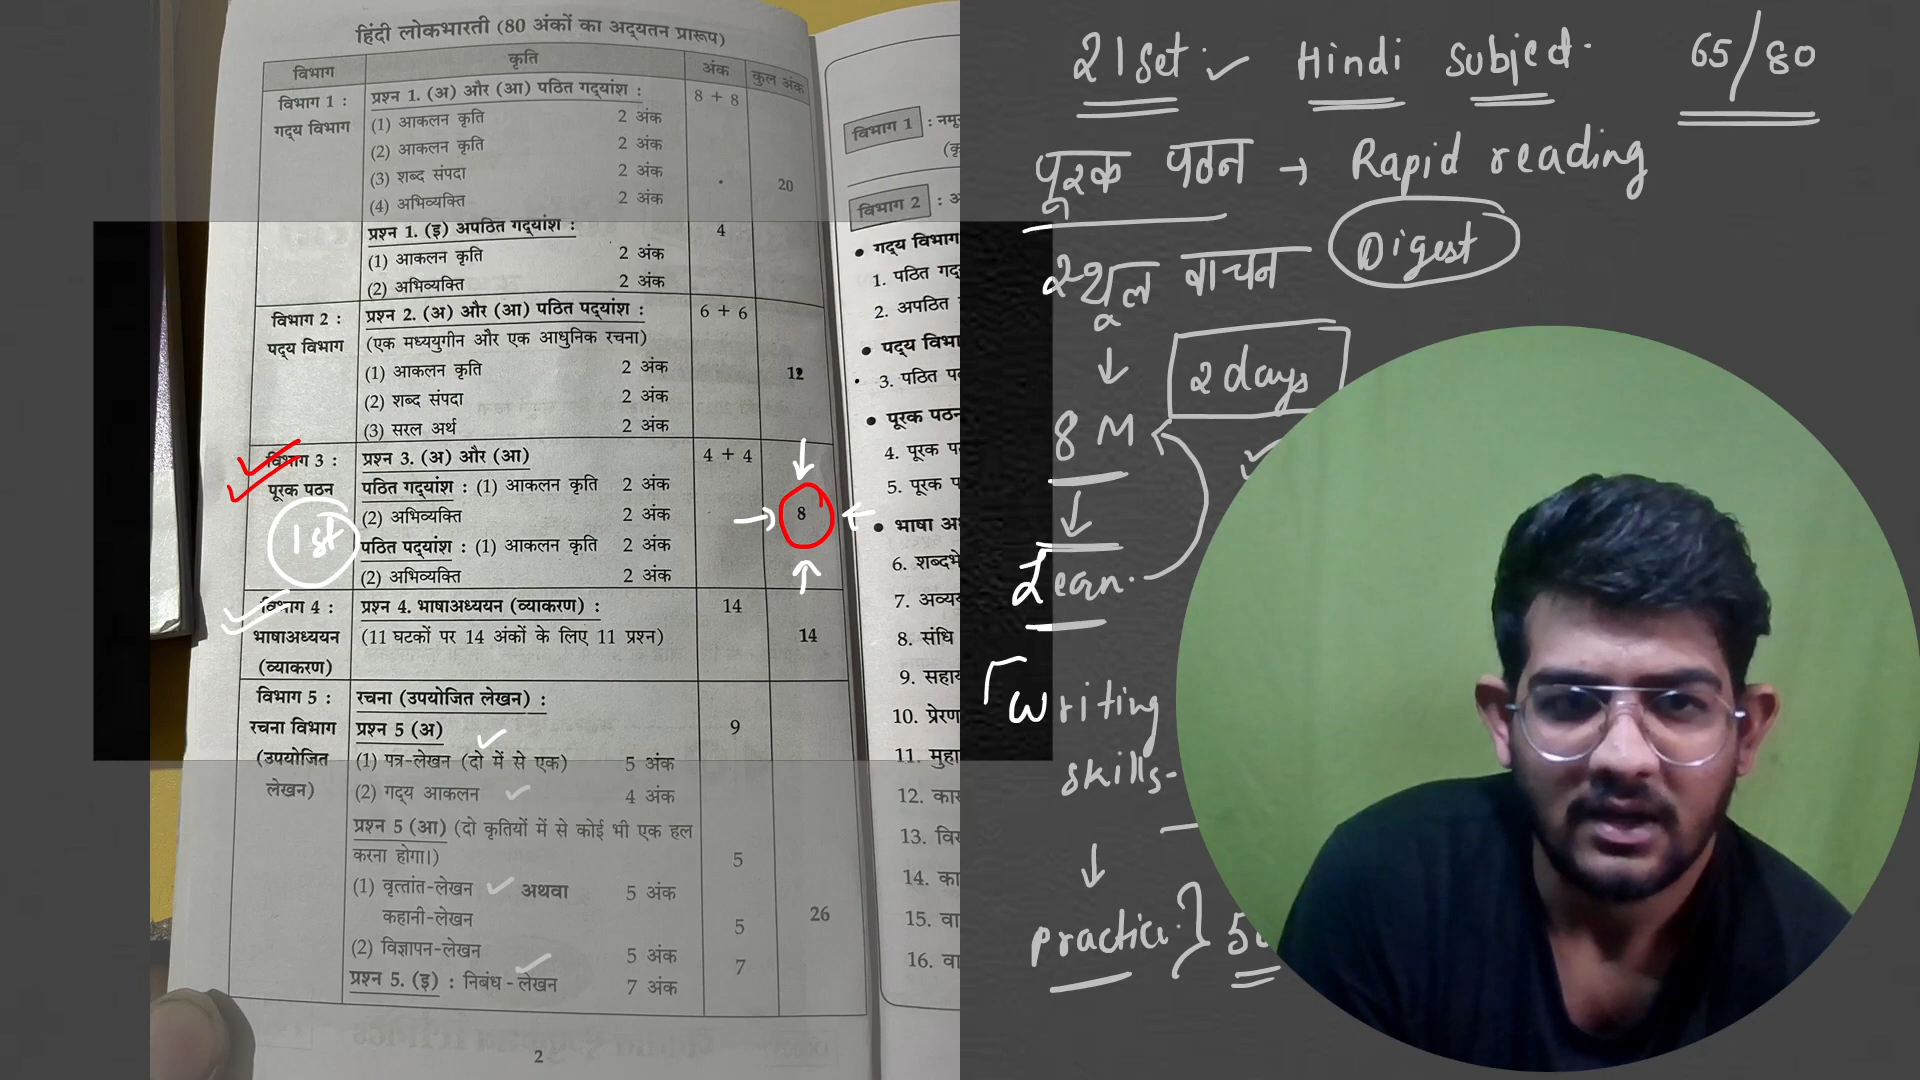 हिंदी लोकभारती (80 अंकों का अद्‌यतन प्रारूप)
विभाग कृति अंक कुल अंक
विभाग 1 : प्रश्न 1. (अ) और (आ) पठित गद्‌यांश : 8 + 8
गद्‌य विभाग (1) आकलन कृति 2 अंक
(2) आकलन कृति 2 अंक
(3) शब्द संपदा 2 अंक 20
(4) अभिव्यक्ति 2 अंक
प्रश्न 1. (इ) अपठित गद्‌यांश : 4
(1) आकलन कृति 2 अंक
(2) अभिव्यक्ति 2 अंक
विभाग 2 : प्रश्न 2. (अ) और (आ) पठित पद्‌यांश : 6 + 6
पद्‌य विभाग (एक मध्ययुगीन और एक आधुनिक रचना)
(1) आकलन कृति 2 अंक 12
(2) शब्द संपदा 2 अंक
(3) सरल अर्थ 2 अंक
विभाग 3 : प्रश्न 3. (अ) और (आ) 4 + 4
पूरक पठन पठित गद्‌यांश : (1) आकलन कृति 2 अंक
(2) अभिव्यक्ति 2 अंक 8
1st पठित पद्‌यांश : (1) आकलन कृति 2 अंक
(2) अभिव्यक्ति 2 अंक
विभाग 4 : प्रश्न 4. भाषाअध्ययन (व्याकरण) : 14
भाषाअध्ययन (11 घटकों पर 14 अंकों के लिए 11 प्रश्न) 14
(व्याकरण)
विभाग 5 : रचना (उपयोजित लेखन) :
रचना विभाग प्रश्न 5 (अ) 9
(उपयोजित (1) पत्र-लेखन (दो में से एक) 5 अंक
लेखन) (2) गद्‌य आकलन 4 अंक
प्रश्न 5 (आ) (दो कृतियों में से कोई भी एक हल
करना होगा।) 5
(1) वृत्तांत-लेखन अथवा 5 अंक
कहानी-लेखन 5 26
(2) विज्ञापन-लेखन 5 अंक
प्रश्न 5. (इ) : निबंध - लेखन 7 अंक 7
2
विभाग 1 :
विभाग 2 :
• गद्‌य विभाग
1. पठित
2. अपठित
• पद्‌य
3. पठित
• पूरक पठन
4. पूरक
5. पूरक
•
6.
7.
8. संधि
9.
10.
11.
12.
13.
14.
15.
16.
21 set. Hindi Subject. 65/80
पूरक पठन → Rapid reading
स्थूल वाचन Digest
2 days
8 M
Learn.
Writing
skills-
practice.